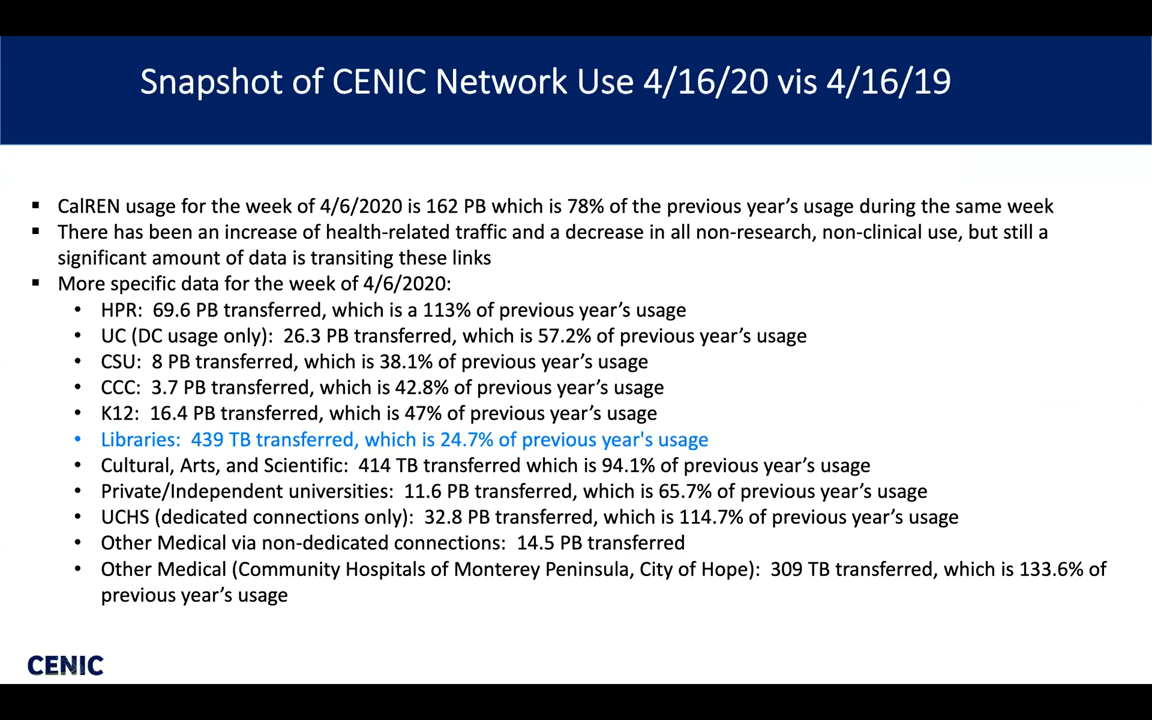 Snapshot of CENIC Network Use 4/16/20 vis 4/16/19
▪ CalREN usage for the week of 4/6/2020 is 162 PB which is 78% of the previous year’s usage during the same week
▪ There has been an increase of health-related traffic and a decrease in all non-research, non-clinical use, but still a
significant amount of data is transiting these links
▪ More specific data for the week of 4/6/2020:
• HPR: 69.6 PB transferred, which is a 113% of previous year’s usage
• UC (DC usage only): 26.3 PB transferred, which is 57.2% of previous year’s usage
• CSU: 8 PB transferred, which is 38.1% of previous year’s usage
• CCC: 3.7 PB transferred, which is 42.8% of previous year’s usage
• K12: 16.4 PB transferred, which is 47% of previous year’s usage
• Libraries: 439 TB transferred, which is 24.7% of previous year's usage
• Cultural, Arts, and Scientific: 414 TB transferred which is 94.1% of previous year’s usage
• Private/Independent universities: 11.6 PB transferred, which is 65.7% of previous year’s usage
• UCHS (dedicated connections only): 32.8 PB transferred, which is 114.7% of previous year’s usage
• Other Medical via non-dedicated connections: 14.5 PB transferred
• Other Medical (Community Hospitals of Monterey Peninsula, City of Hope): 309 TB transferred, which is 133.6% of
previous year’s usage
CENIC